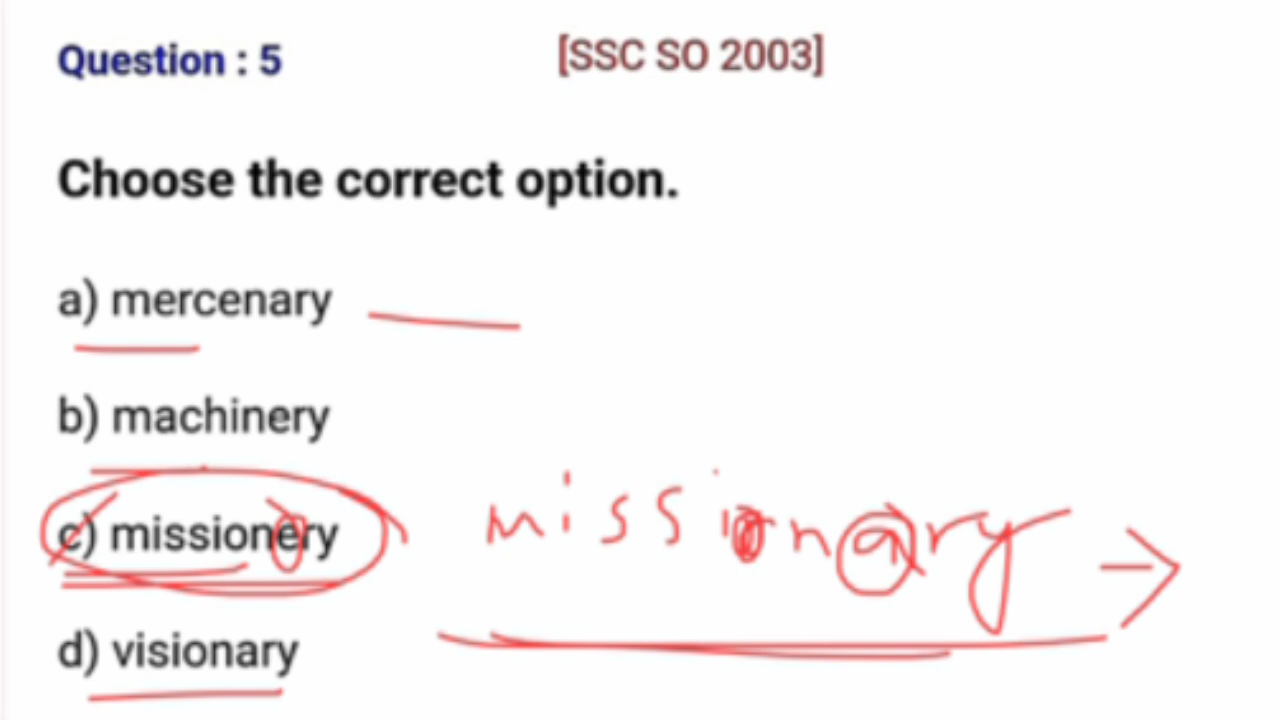 Question : 5 [SSC SO 2003]
Choose the correct option.
a) mercenary
b) machinery
c) missionery missionary
d) visionary